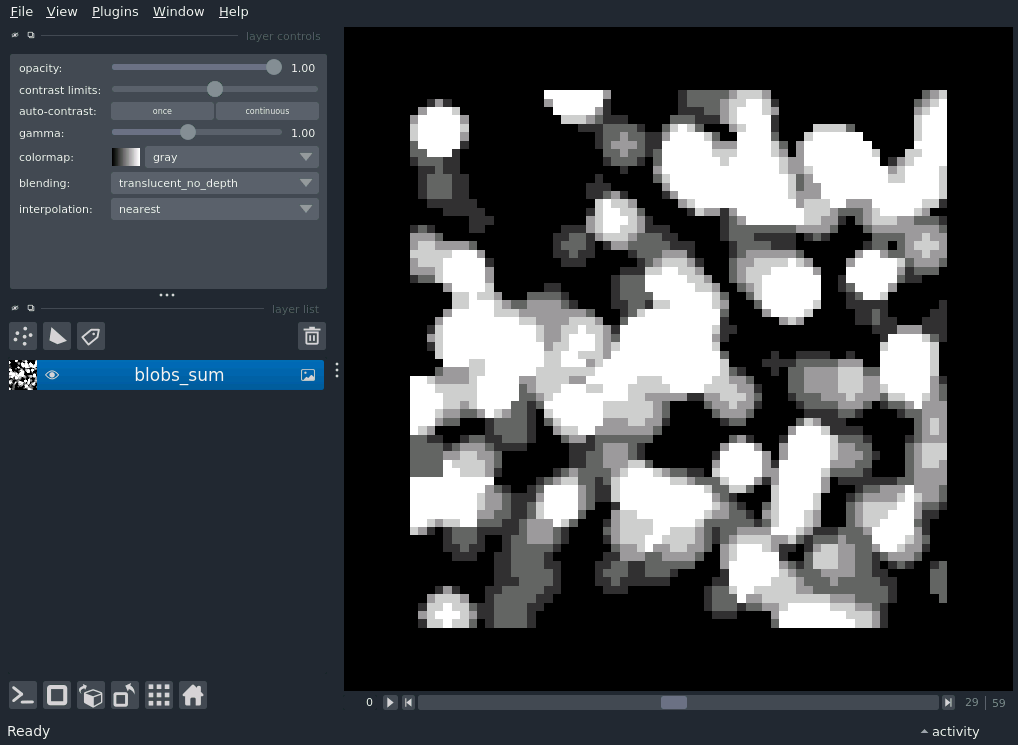 File View Plugins Window Help
layer controls
opacity: 1.00
contrast limits:
auto-contrast: once continuous
gamma: 1.00
colormap: gray
blending: translucent_no_depth
interpolation: nearest
layer list
blobs_sum
0 29 59
Ready activity